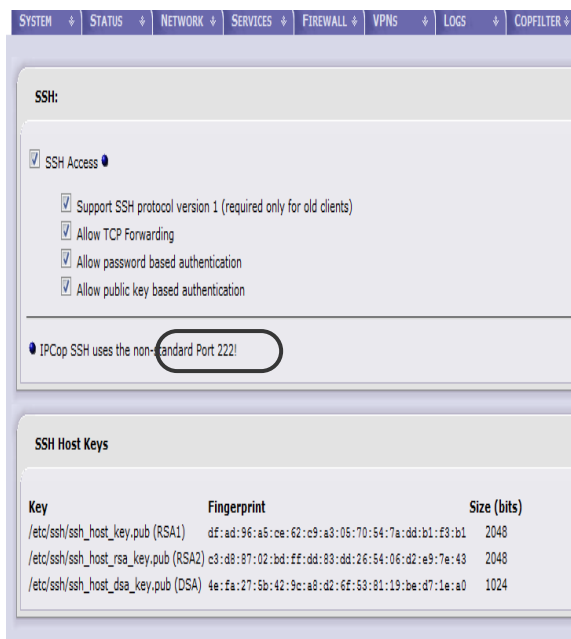 SYSTEM STATUS NETWORK SERVICES FIREWALL VPNS LOGS COPFILTER
SSH:
SSH Access
Support SSH protocol version 1 (required only for old clients)
Allow TCP Forwarding
Allow password based authentication
Allow public key based authentication
IPCop SSH uses the non-standard Port 222!
SSH Host Keys
Key Fingerprint Size (bits)
/etc/ssh/ssh_host_key.pub (RSA1) df:ad:96:a5:ce:62:c9:a3:05:70:54:7a:dd:b1:f3:b1 2048
/etc/ssh/ssh_host_rsa_key.pub (RSA2) c3:d8:87:02:bd:ff:dd:83:dd:26:54:06:d2:e9:7e:43 2048
/etc/ssh/ssh_host_dsa_key.pub (DSA) 4e:fa:27:5b:42:9c:a8:d2:6f:53:81:19:be:d7:1e:a0 1024